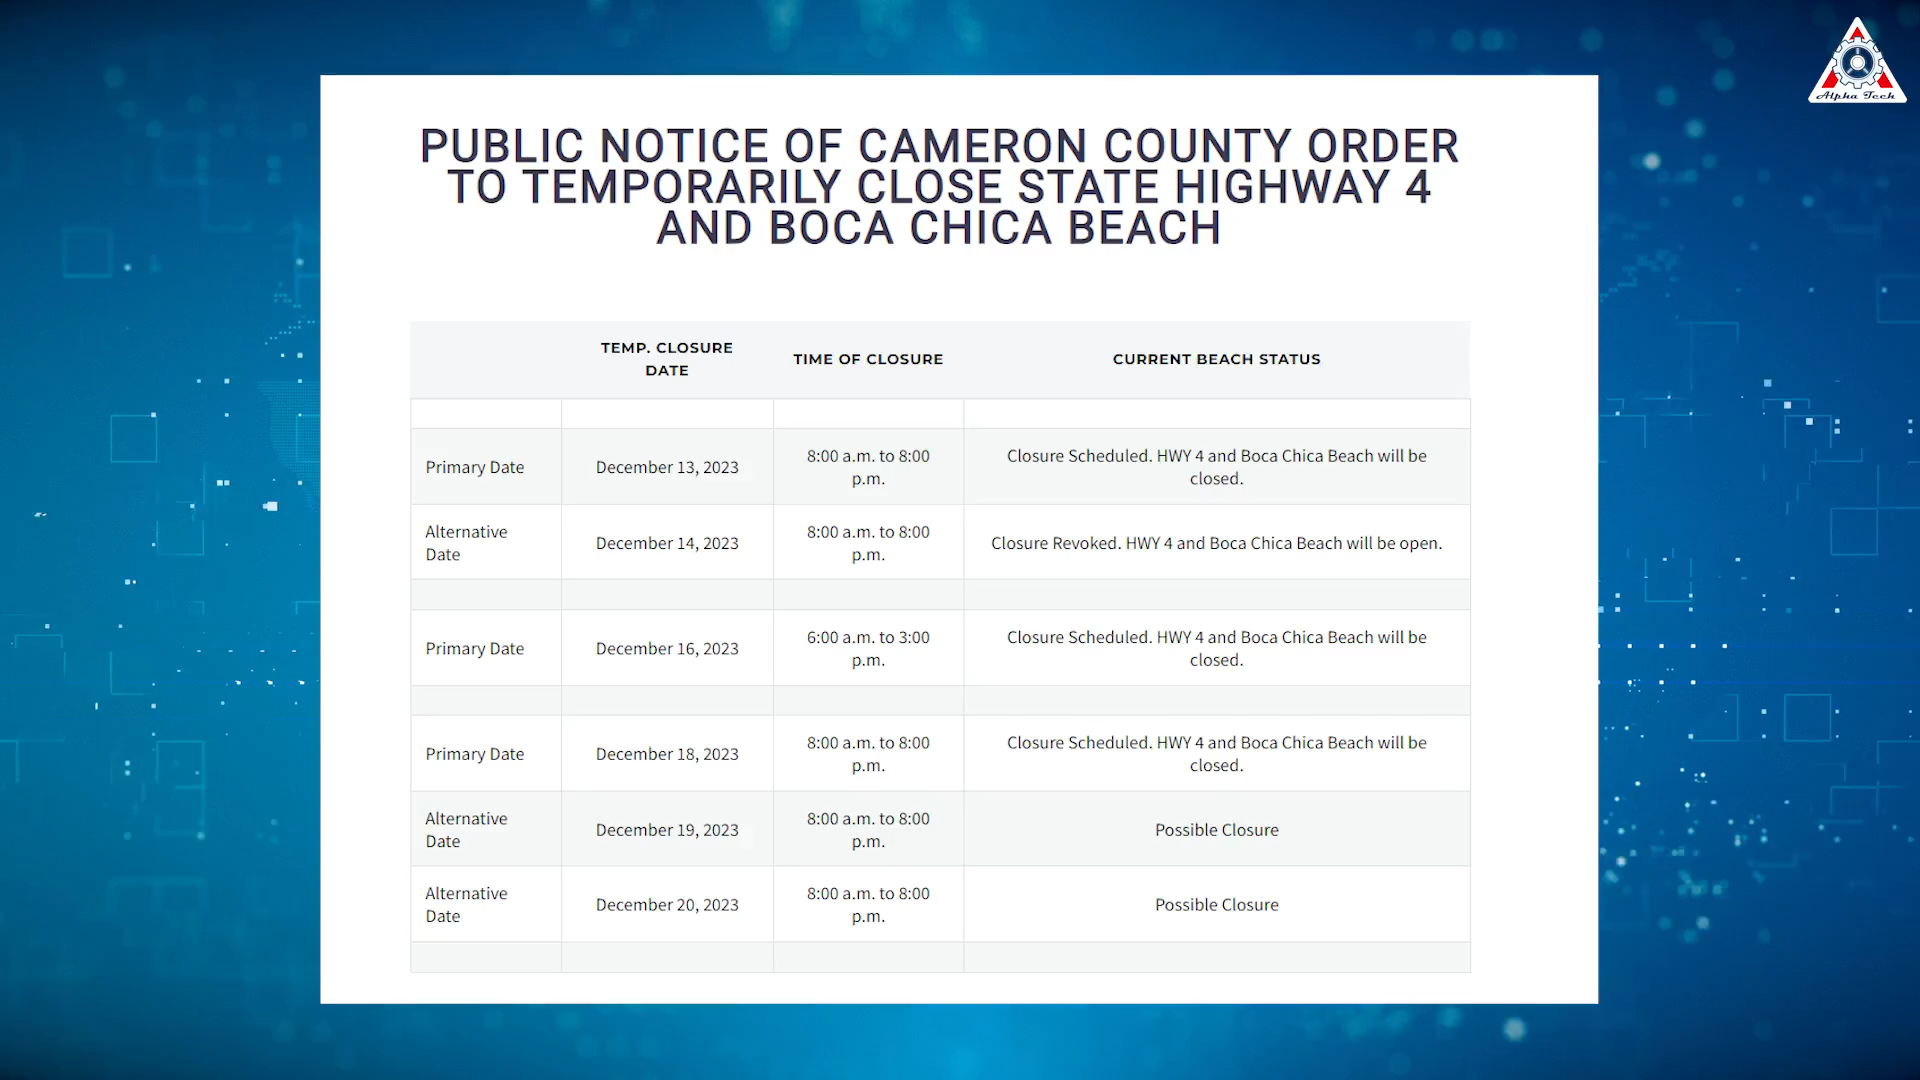 Alpha Tech
PUBLIC NOTICE OF CAMERON COUNTY ORDER
TO TEMPORARILY CLOSE STATE HIGHWAY 4
AND BOCA CHICA BEACH
TEMP. CLOSURE
DATE
TIME OF CLOSURE
CURRENT BEACH STATUS
Primary Date
December 13, 2023
8:00 a.m. to 8:00
p.m.
Closure Scheduled. HWY 4 and Boca Chica Beach will be
closed.
Alternative
Date
December 14, 2023
8:00 a.m. to 8:00
p.m.
Closure Revoked. HWY 4 and Boca Chica Beach will be open.
Primary Date
December 16, 2023
6:00 a.m. to 3:00
p.m.
Closure Scheduled. HWY 4 and Boca Chica Beach will be
closed.
Primary Date
December 18, 2023
8:00 a.m. to 8:00
p.m.
Closure Scheduled. HWY 4 and Boca Chica Beach will be
closed.
Alternative
Date
December 19, 2023
8:00 a.m. to 8:00
p.m.
Possible Closure
Alternative
Date
December 20, 2023
8:00 a.m. to 8:00
p.m.
Possible Closure